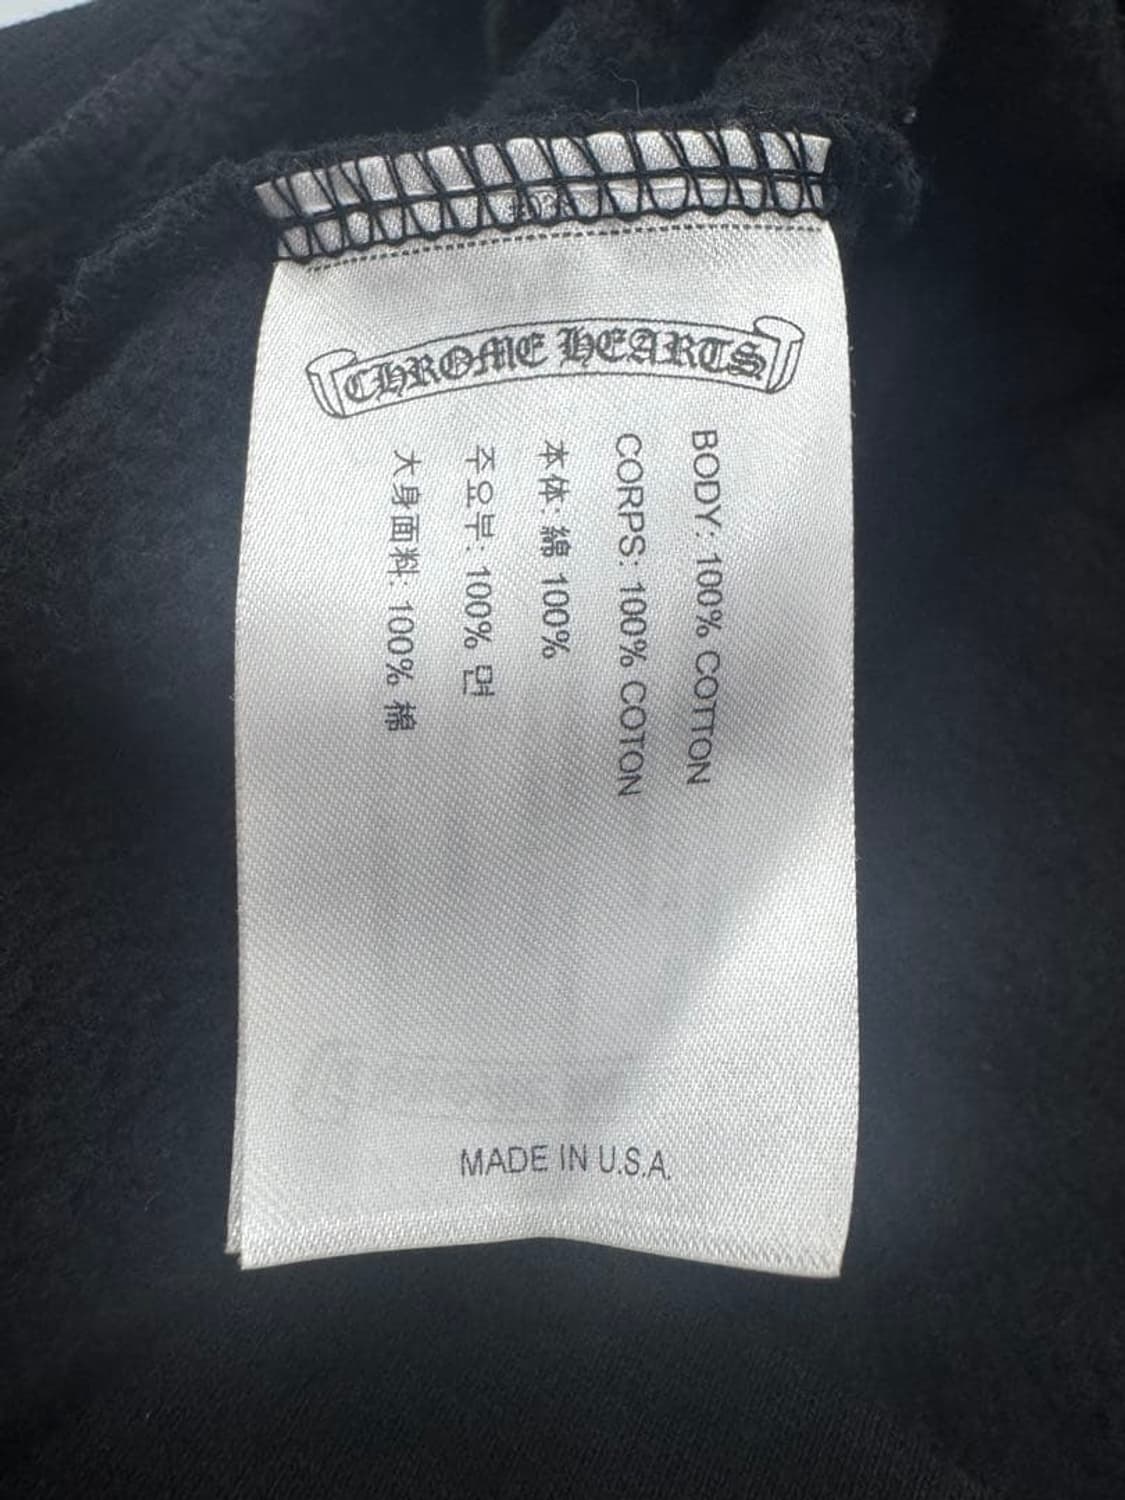 CHROME HEARTS
BODY: 100% COTTON
CORPS: 100% COTON
本体: 綿 100%
주요부: 100% 면
大身面料: 100% 棉
MADE IN U.S.A.